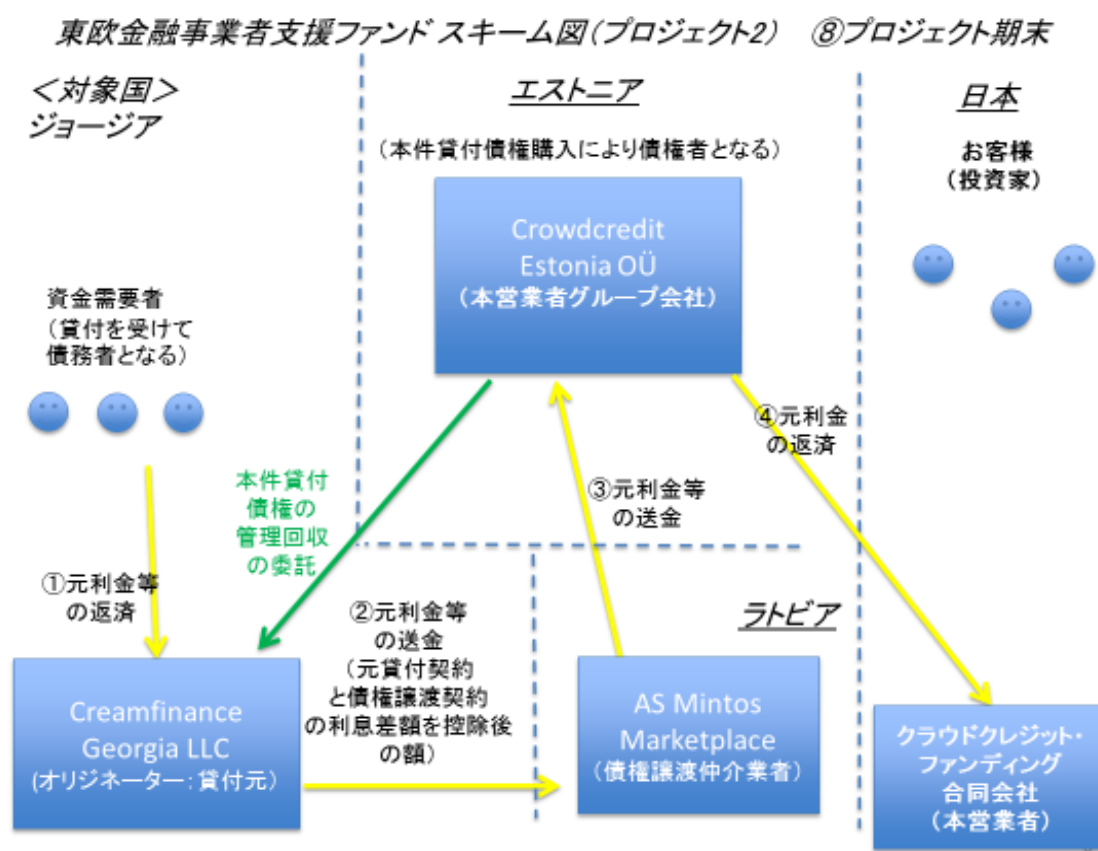 東欧金融事業者支援ファンド スキーム図(プロジェクト2) ⑧プロジェクト期末
＜対象国＞
ジョージア
エストニア
日本
(本件貸付債権購入により債権者となる)
お客様
(投資家)
Crowdcredit
Estonia OÜ
(本営業者グループ会社)
資金需要者
(貸付を受けて
債務者となる)
④元利金
の返済
本件貸付
債権の
管理回収
の委託
③元利金等
の送金
①元利金等
の返済
②元利金等
の送金
(元貸付契約
と債権譲渡契約
の利息差額を控除後
の額)
ラトビア
Creamfinance
Georgia LLC
(オリジネーター：貸付元)
AS Mintos
Marketplace
(債権譲渡仲介業者)
クラウドクレジット・
ファンディング
合同会社
(本営業者)